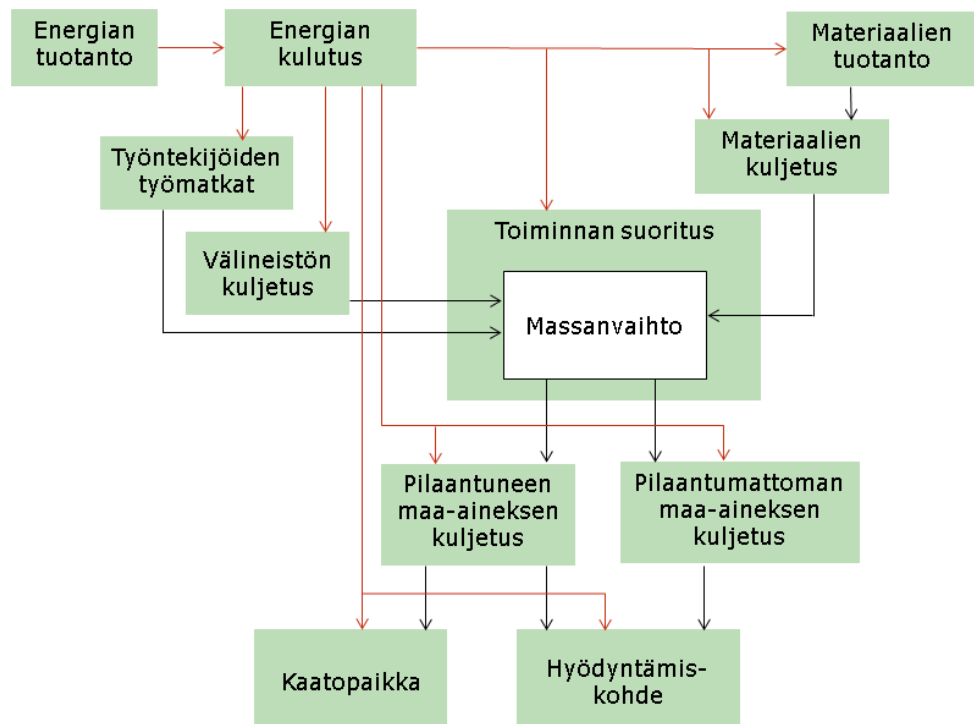 Energian
tuotanto
Energian
kulutus
Materiaalien
tuotanto
Työntekijöiden
työmatkat
Materiaalien
kuljetus
Välineistön
kuljetus
Toiminnan suoritus
Massanvaihto
Pilaantuneen
maa-aineksen
kuljetus
Pilaantumattoman
maa-aineksen
kuljetus
Kaatopaikka
Hyödyntämis-
kohde